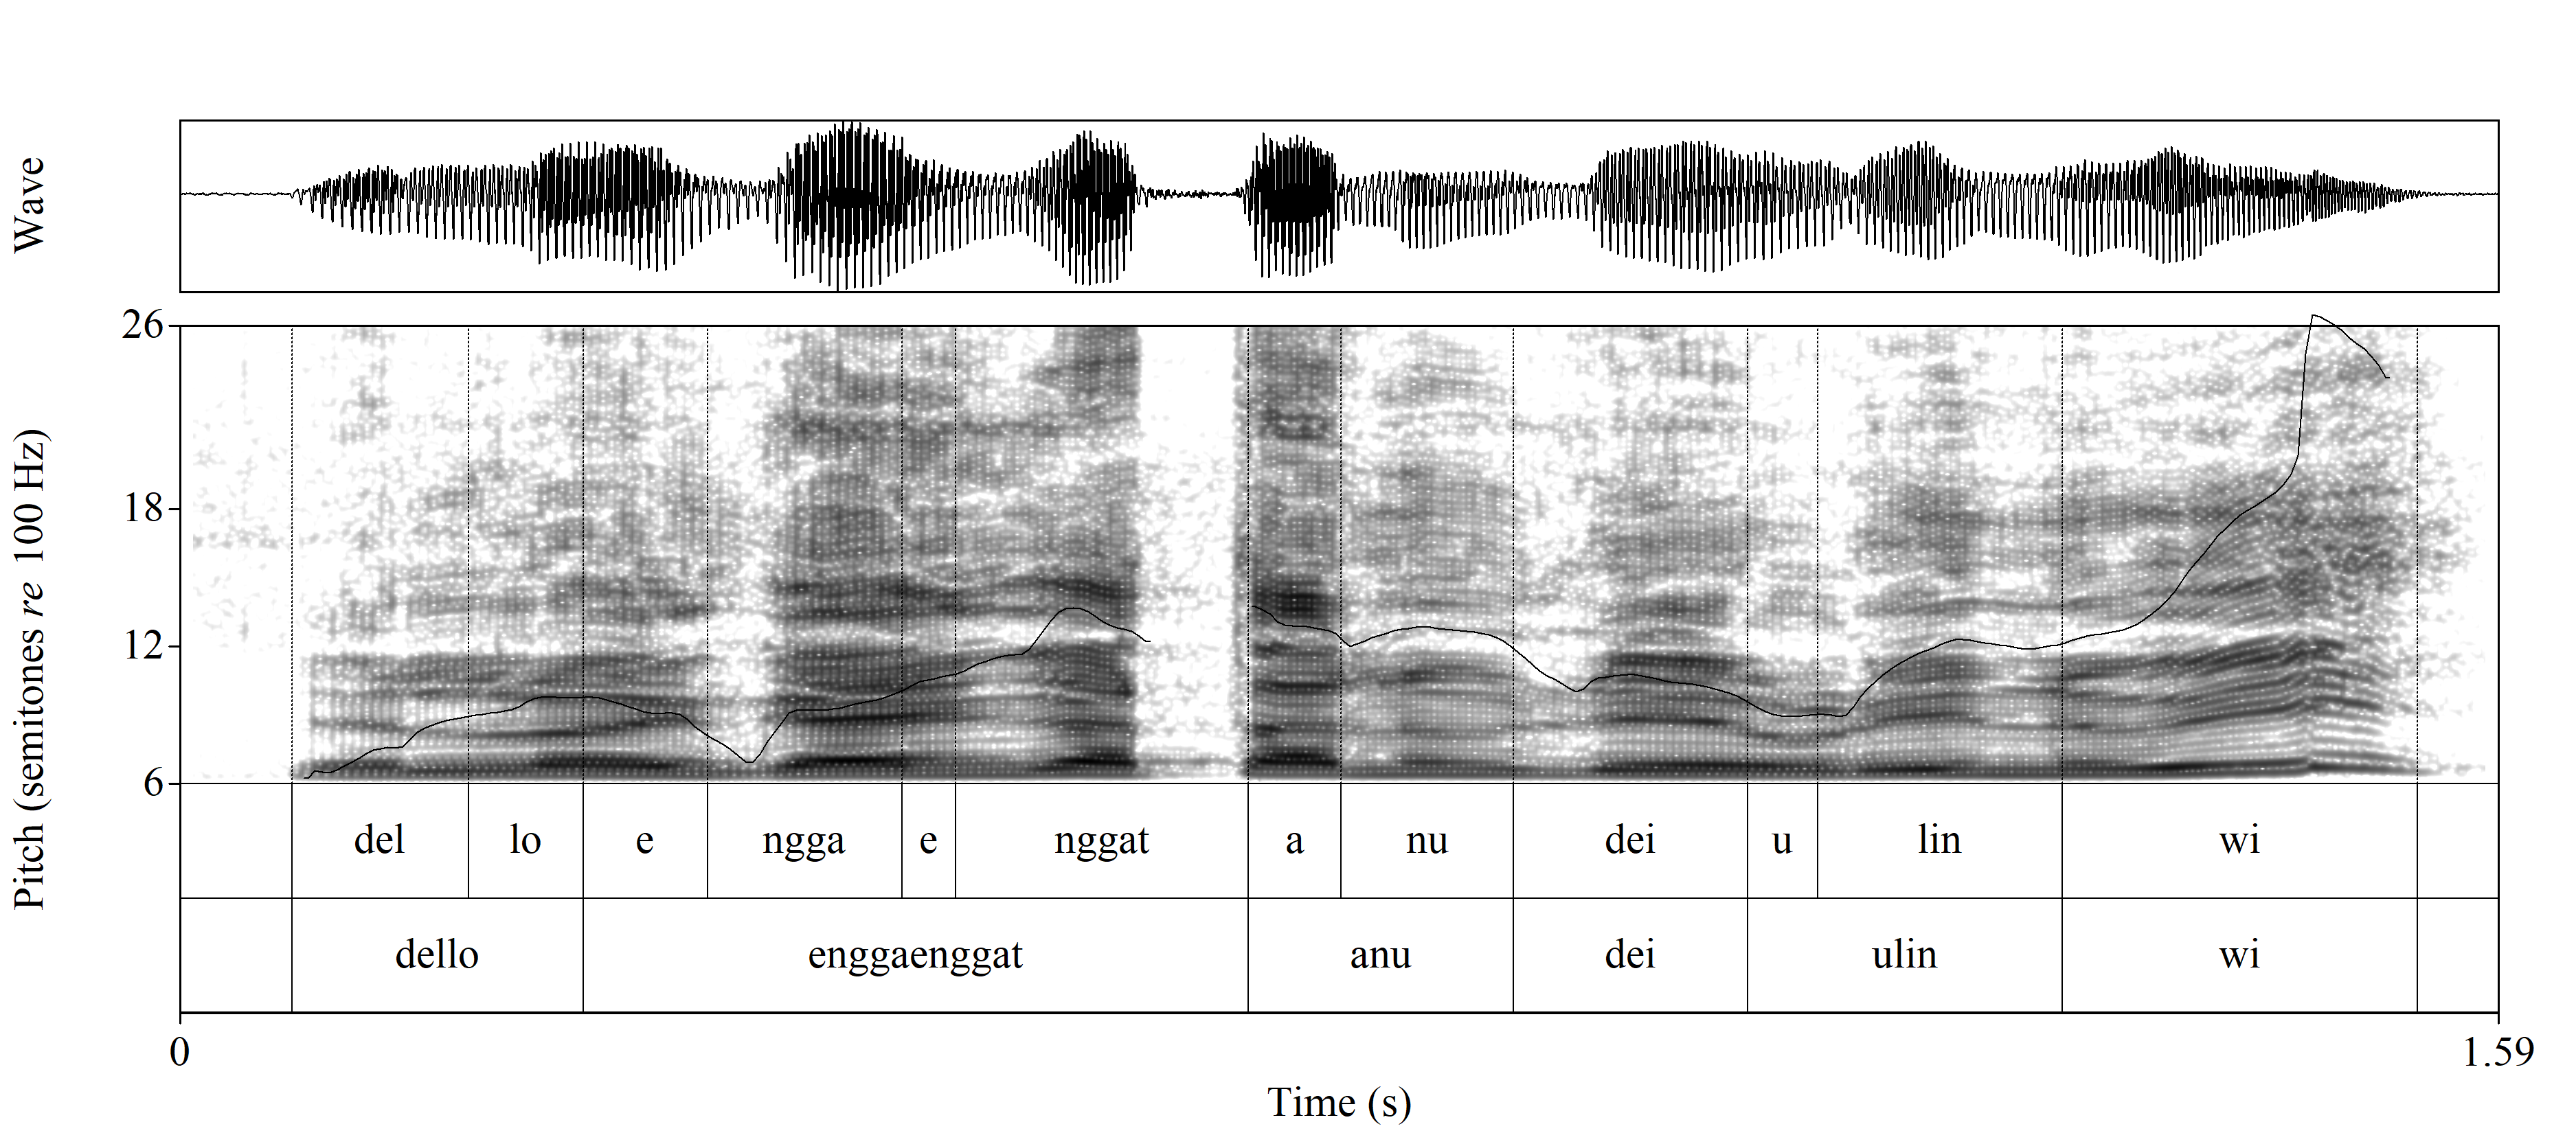 Wave
Pitch (semitones re 100 Hz)
26
18
12
6
del lo e ngga e nggat a nu dei u lin wi
dello enggaenggat anu dei ulin wi
0 1.59
Time (s)